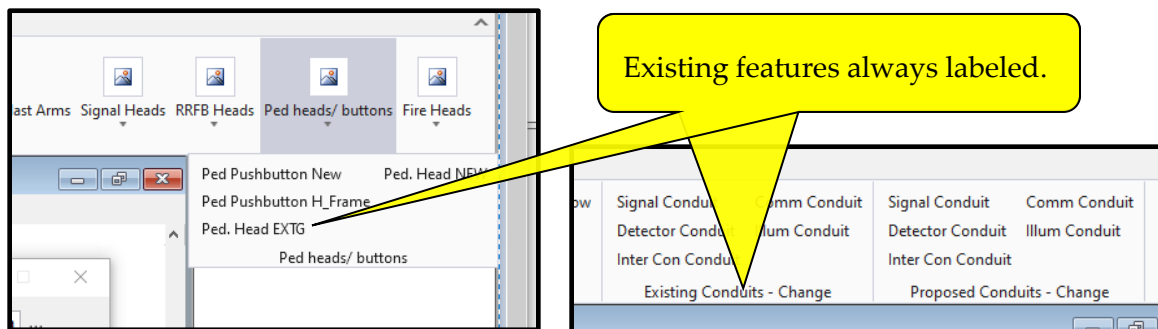 Existing features always labeled.
ast Arms Signal Heads RRFB Heads Ped heads/ buttons Fire Heads
Ped Pushbutton New Ped. Head NEW
Ped Pushbutton H_Frame
Ped. Head EXTG
Ped heads/ buttons
ow Signal Conduit Comm Conduit Signal Conduit Comm Conduit
Detector Conduit Illum Conduit Detector Conduit Illum Conduit
Inter Con Conduit Inter Con Conduit
Existing Conduits - Change Proposed Conduits - Change